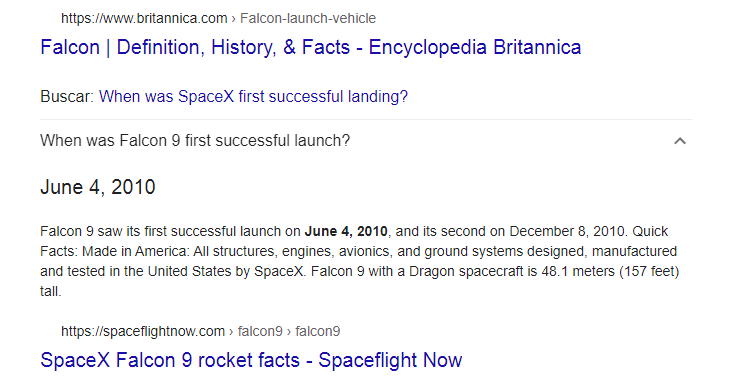 https://www.britannica.com › Falcon-launch-vehicle
Falcon | Definition, History, & Facts - Encyclopedia Britannica
Buscar: When was SpaceX first successful landing?
When was Falcon 9 first successful launch?
June 4, 2010
Falcon 9 saw its first successful launch on June 4, 2010, and its second on December 8, 2010. Quick
Facts: Made in America: All structures, engines, avionics, and ground systems designed, manufactured
and tested in the United States by SpaceX. Falcon 9 with a Dragon spacecraft is 48.1 meters (157 feet)
tall.
https://spaceflightnow.com › falcon9 › falcon9
SpaceX Falcon 9 rocket facts - Spaceflight Now